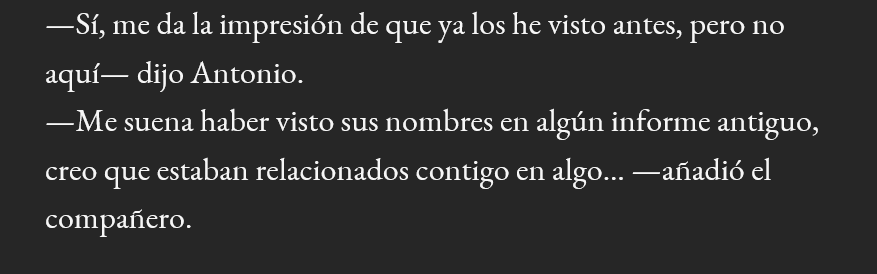 —Sí, me da la impresión de que ya los he visto antes, pero no
aquí— dijo Antonio.
—Me suena haber visto sus nombres en algún informe antiguo,
creo que estaban relacionados contigo en algo... —añadió el
compañero.